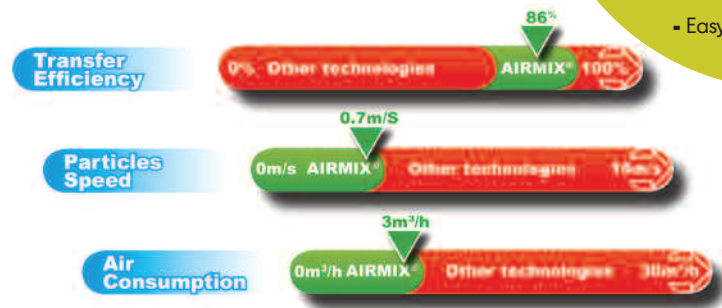 - Easy
86%
Transfer
Efficiency
0% Other technologies AIRMIX® 100%
0.7m/S
Particles
Speed
0m/s AIRMIX® Other technologies
3m³/h
Air
Consumption
0m³/h AIRMIX® Other technologies